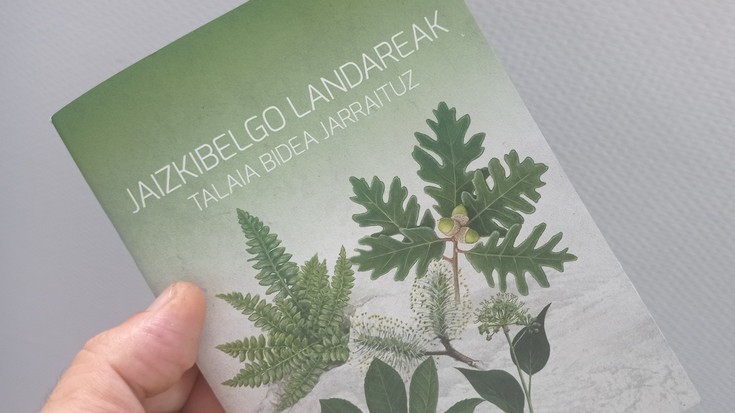 JAIZKIBELGO LANDAREAK
TALAIA BIDEA JARRAITUZ